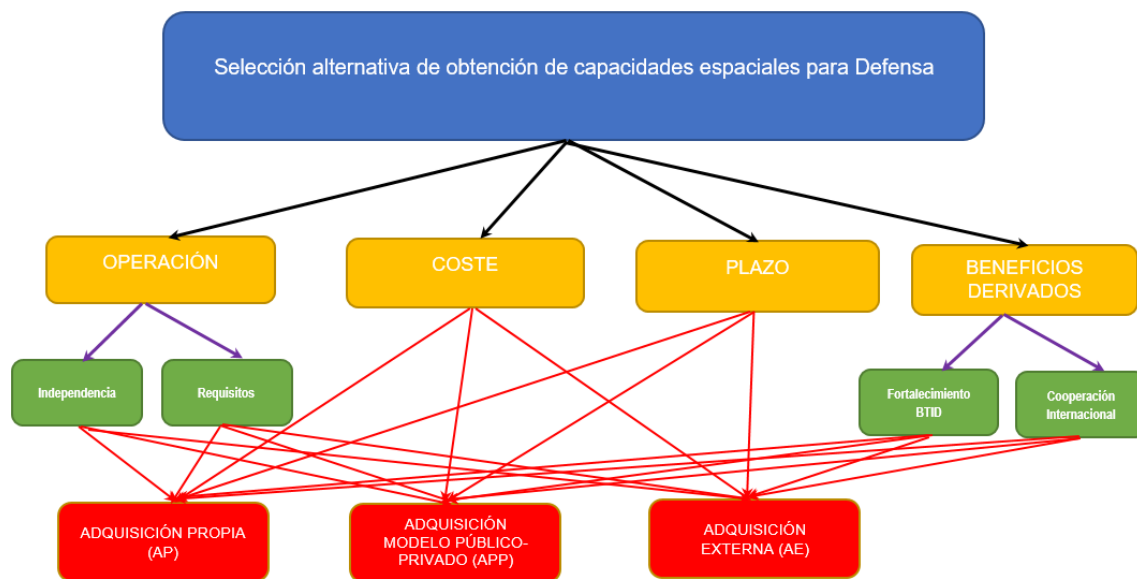 Selección alternativa de obtención de capacidades espaciales para Defensa
OPERACIÓN
COSTE
PLAZO
BENEFICIOS
DERIVADOS
Independencia
Requisitos
Fortalecimiento
BTID
Cooperación
Internacional
ADQUISICIÓN PROPIA
(AP)
ADQUISICIÓN
MODELO PÚBLICO-
PRIVADO (APP)
ADQUISICIÓN
EXTERNA (AE)